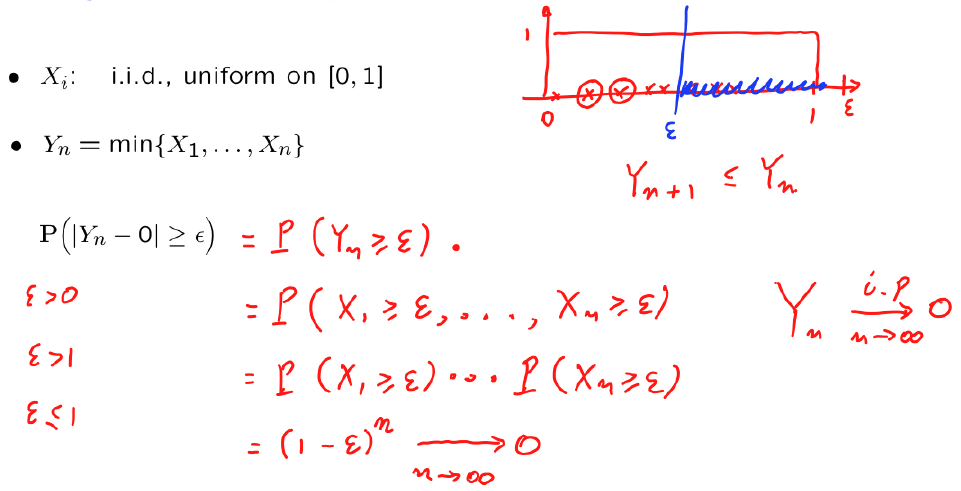 • X_i: i.i.d., uniform on [0, 1]
1
0
ε
1
ε
• Y_n = min{X_1, . . . , X_n}
Y_{n+1} ≤ Y_n
P(|Y_n − 0| ≥ ϵ) = P(Y_n ≥ ε).
ε>0
= P(X_1 ≥ ε, . . . , X_n ≥ ε)
Y_n →^{i.p}_{n→∞} 0
ε>1
= P(X_1 ≥ ε) · · · P(X_n ≥ ε)
ε≤1
= (1 − ε)^n →_{n→∞} 0